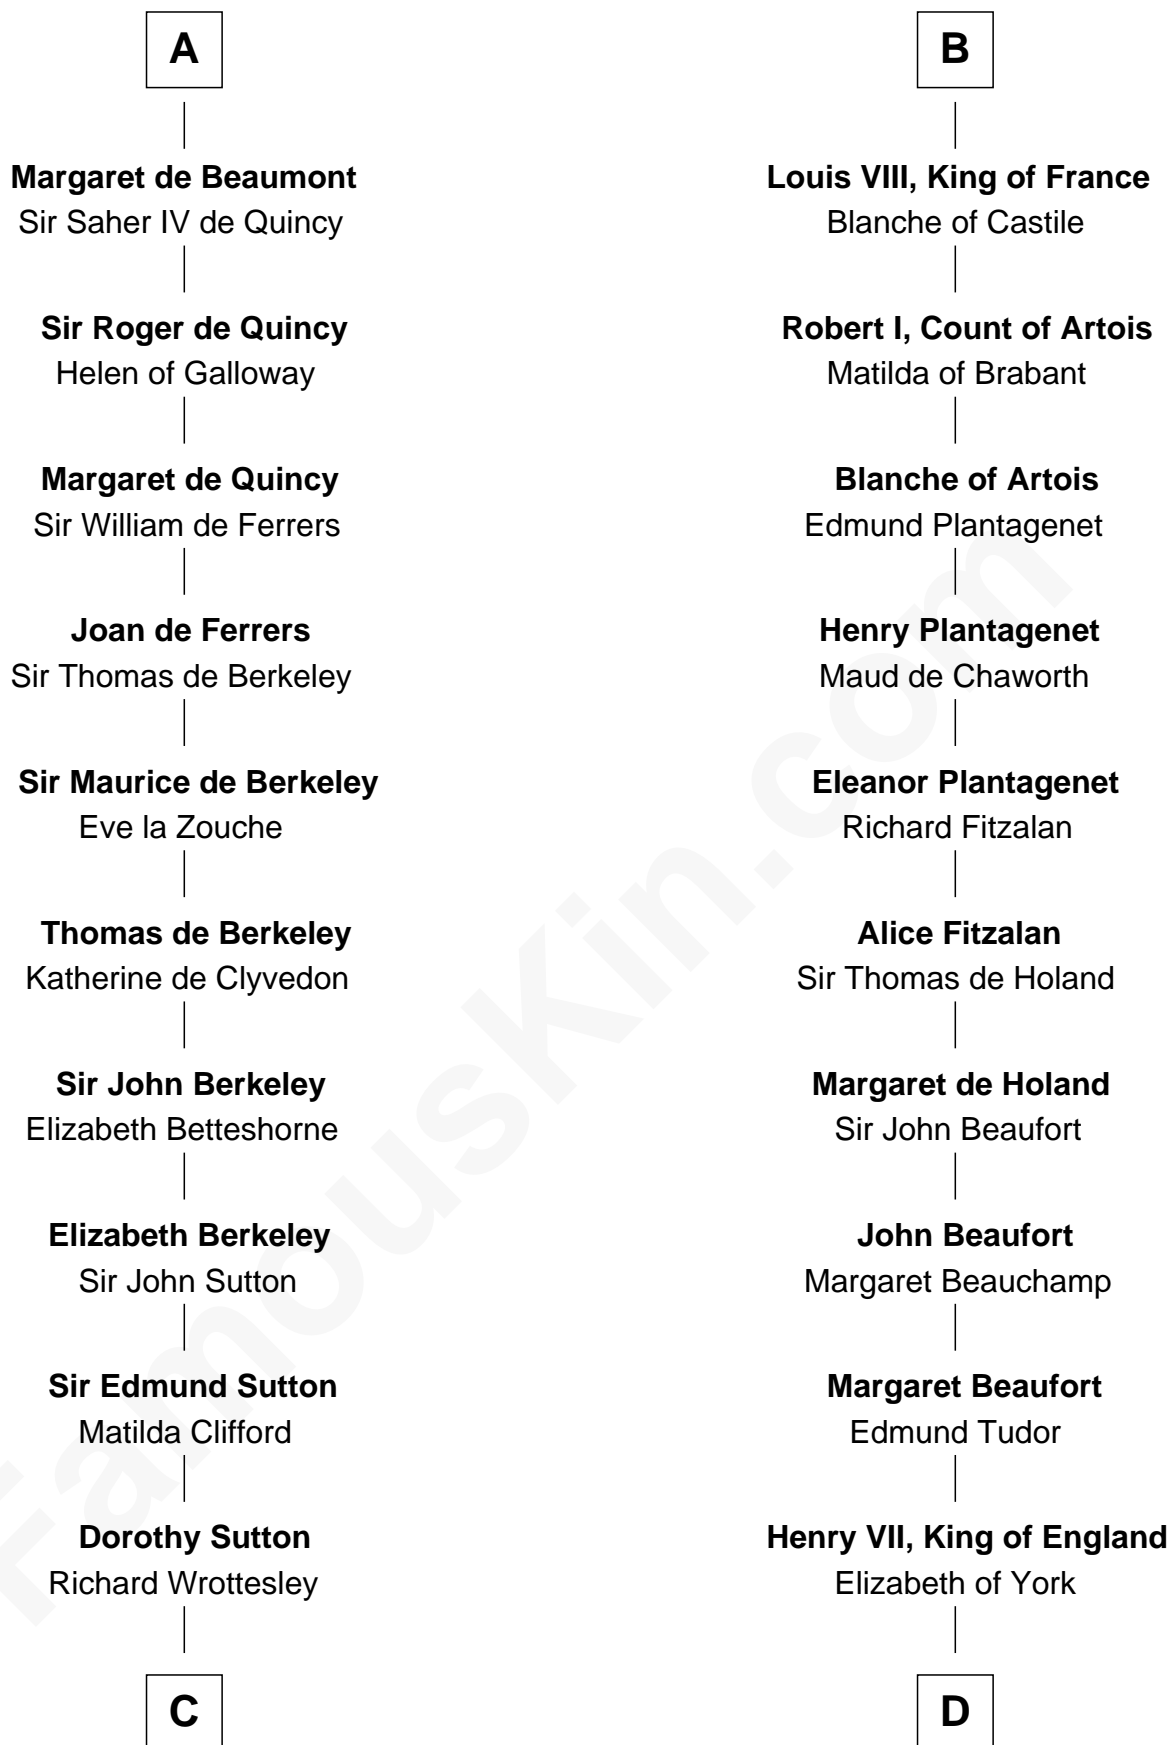 A
Margaret de Beaumont
Sir Saher IV de Quincy
Sir Roger de Quincy
Helen of Galloway
Margaret de Quincy
Sir William de Ferrers
Joan de Ferrers
Sir Thomas de Berkeley
Sir Maurice de Berkeley
Eve la Zouche
Thomas de Berkeley
Katherine de Clyvedon
Sir John Berkeley
Elizabeth Betteshorne
Elizabeth Berkeley
Sir John Sutton
Sir Edmund Sutton
Matilda Clifford
Dorothy Sutton
Richard Wrottesley
C
B
Louis VIII, King of France
Blanche of Castile
Robert I, Count of Artois
Matilda of Brabant
Blanche of Artois
Edmund Plantagenet
Henry Plantagenet
Maud de Chaworth
Eleanor Plantagenet
Richard Fitzalan
Alice Fitzalan
Sir Thomas de Holand
Margaret de Holand
Sir John Beaufort
John Beaufort
Margaret Beauchamp
Margaret Beaufort
Edmund Tudor
Henry VII, King of England
Elizabeth of York
D
FamousKin.com